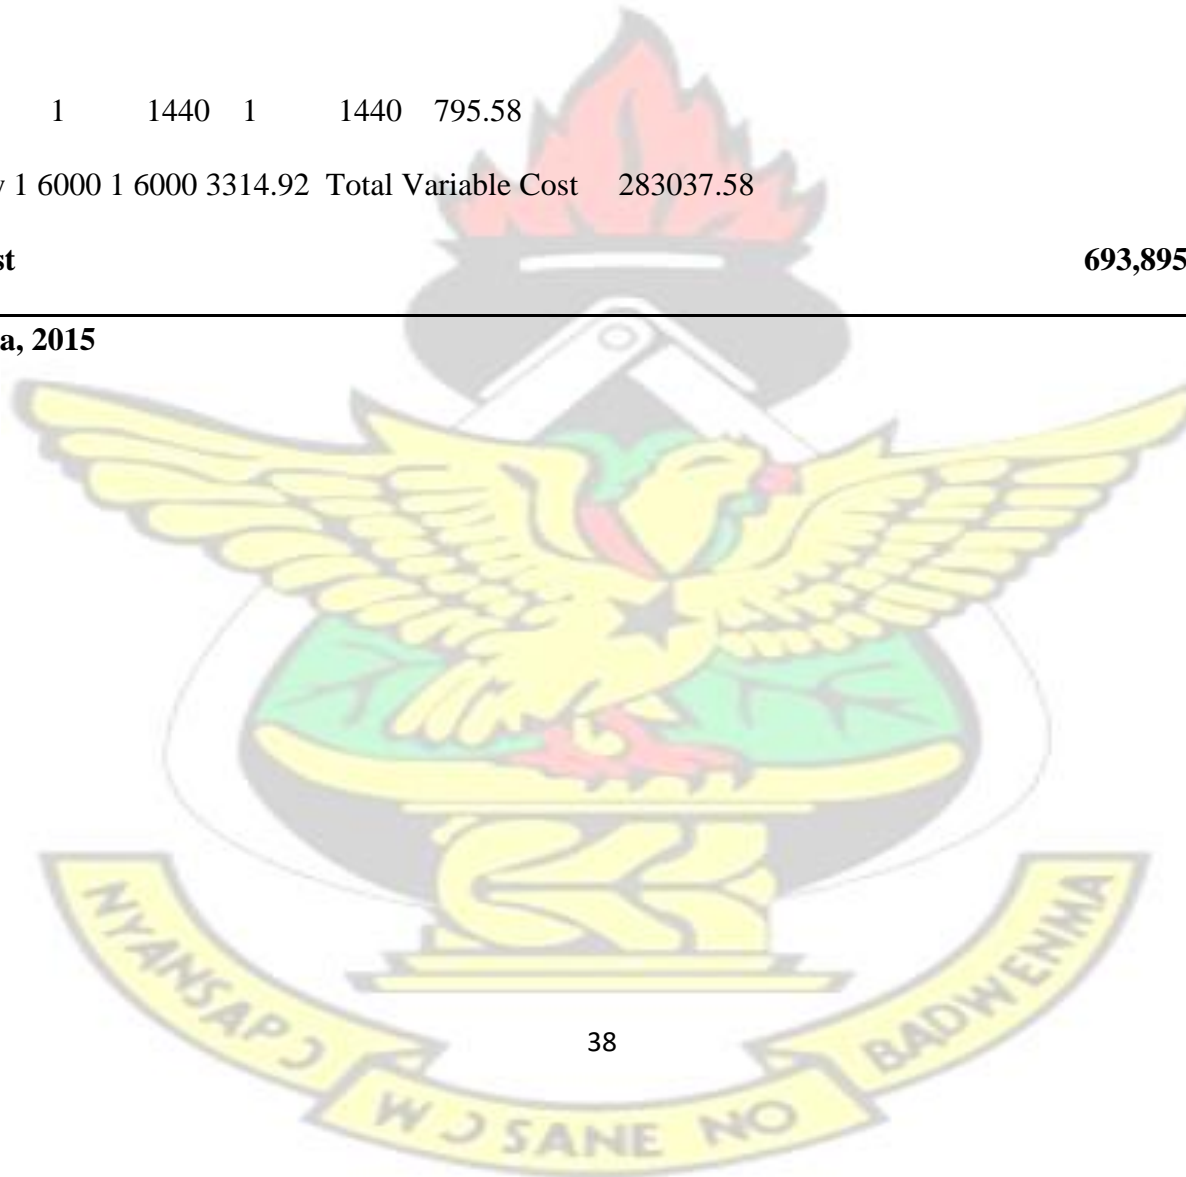 1 1440 1 1440 795.58
y 1 6000 1 6000 3314.92 Total Variable Cost 283037.58
st 693,895
a, 2015
NYANSAPƆ
BADWENMA
38
WƆ SANE NO